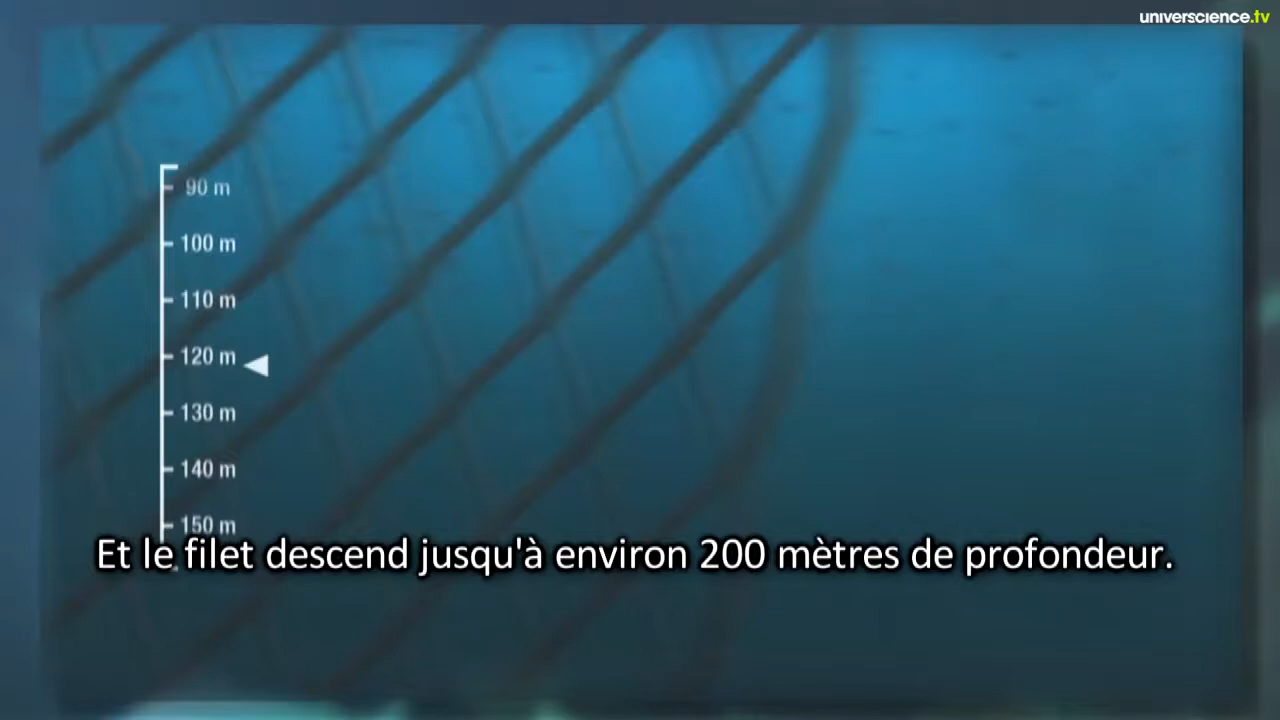 universcience.tv
90 m
100 m
110 m
120 m
130 m
140 m
150 m
Et le filet descend jusqu'à environ 200 mètres de profondeur.